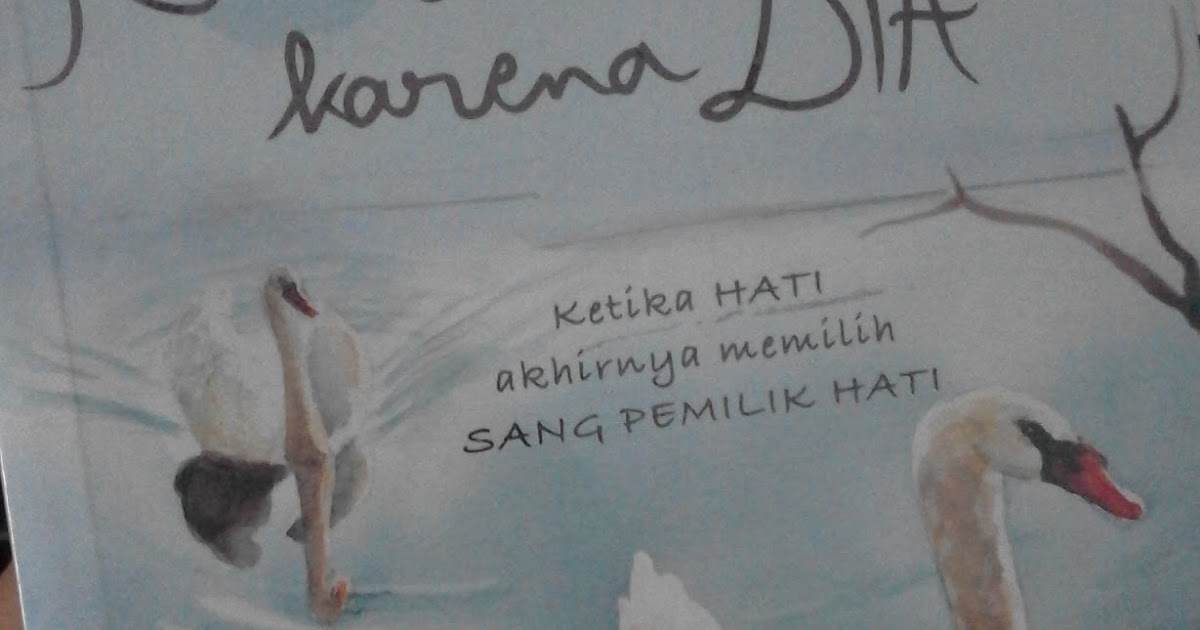 karena DIA
Ketika HATI
akhirnya memilih
SANG PEMILIK HATI